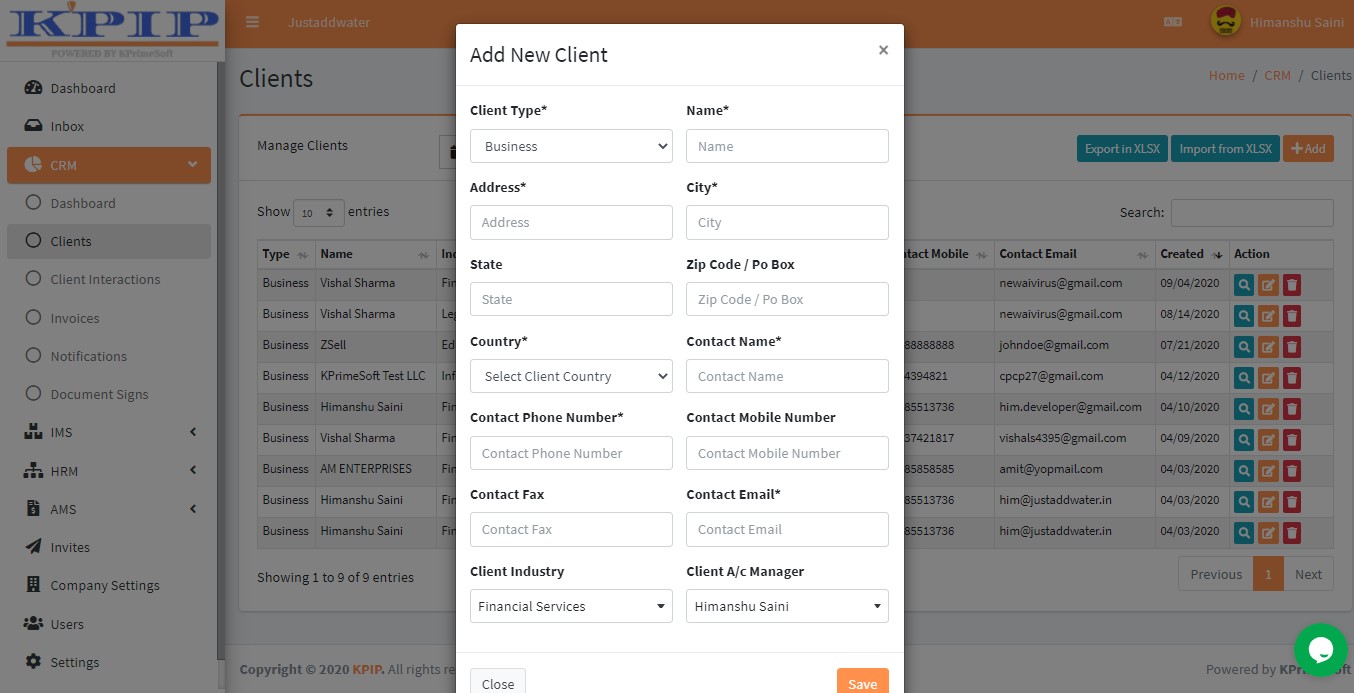 KPIP
POWERED BY KPrimeSoft
Justaddwater
Himanshu Saini
Dashboard
Inbox
CRM
Dashboard
Clients
Client Interactions
Invoices
Notifications
Document Signs
IMS
HRM
AMS
Invites
Company Settings
Users
Settings
Clients
Home / CRM / Clients
Manage Clients
Export in XLSX
Import from XLSX
Add
Show 10 entries
Search:
Type Name Contact Email Created Action
Business Vishal Sharma newaivirus@gmail.com 09/04/2020
Business Vishal Sharma newaivirus@gmail.com 08/14/2020
Business ZSell 88888888 johndoe@gmail.com 07/21/2020
Business KPrimeSoft Test LLC 4394821 cpcp27@gmail.com 04/12/2020
Business Himanshu Saini 85513736 him.developer@gmail.com 04/10/2020
Business Vishal Sharma 37421817 vishals4395@gmail.com 04/09/2020
Business AM ENTERPRISES 85858585 amit@yopmail.com 04/03/2020
Business Himanshu Saini 85513736 him@justaddwater.in 04/03/2020
Business Himanshu Saini 85513736 him@justaddwater.in 04/03/2020
Showing 1 to 9 of 9 entries
Previous 1 Next
Copyright © 2020 KPIP. All rights re
Powered by
Add New Client
×
Client Type* Name*
Business Name
Address* City*
Address City
State Zip Code / Po Box
State Zip Code / Po Box
Country* Contact Name*
Select Client Country Contact Name
Contact Phone Number* Contact Mobile Number
Contact Phone Number Contact Mobile Number
Contact Fax Contact Email*
Contact Fax Contact Email
Client Industry Client A/c Manager
Financial Services Himanshu Saini
Close Save